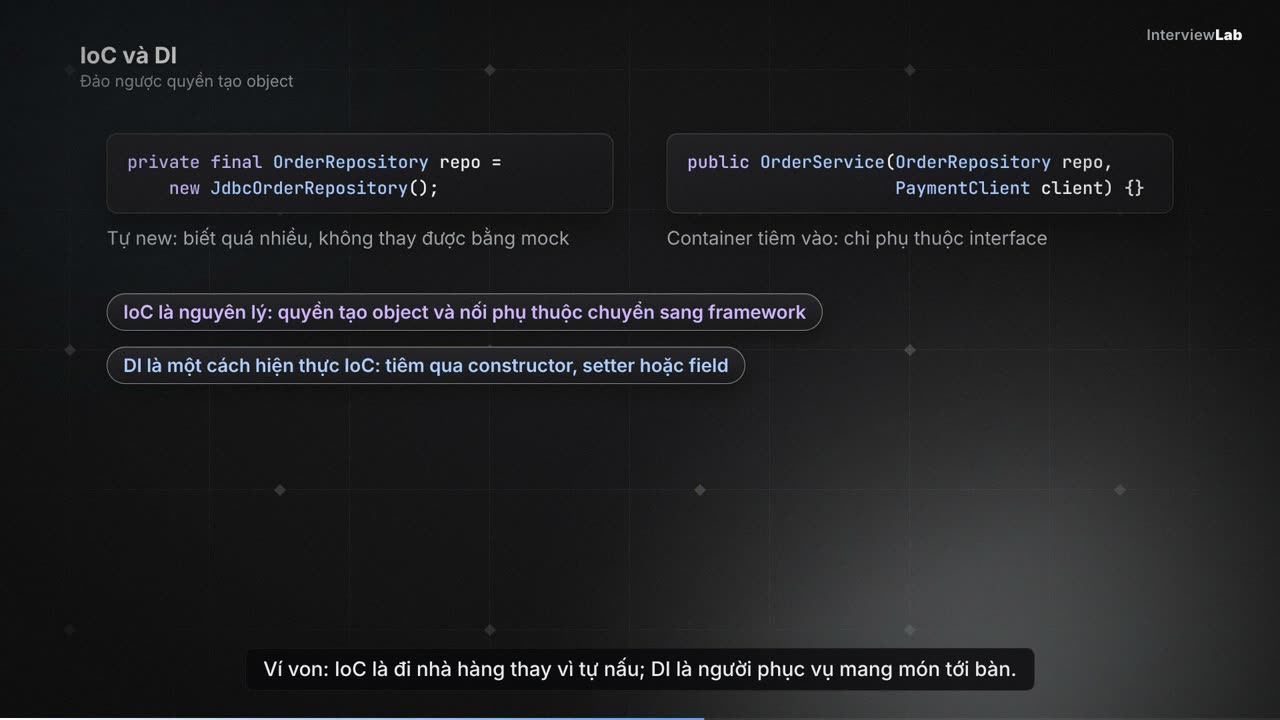 InterviewLab
IoC và DI
Đảo ngược quyền tạo object
private final OrderRepository repo =
new JdbcOrderRepository();
Tự new: biết quá nhiều, không thay được bằng mock
public OrderService(OrderRepository repo,
PaymentClient client) {}
Container tiêm vào: chỉ phụ thuộc interface
IoC là nguyên lý: quyền tạo object và nối phụ thuộc chuyển sang framework
DI là một cách hiện thực IoC: tiêm qua constructor, setter hoặc field
Ví von: IoC là đi nhà hàng thay vì tự nấu; DI là người phục vụ mang món tới bàn.